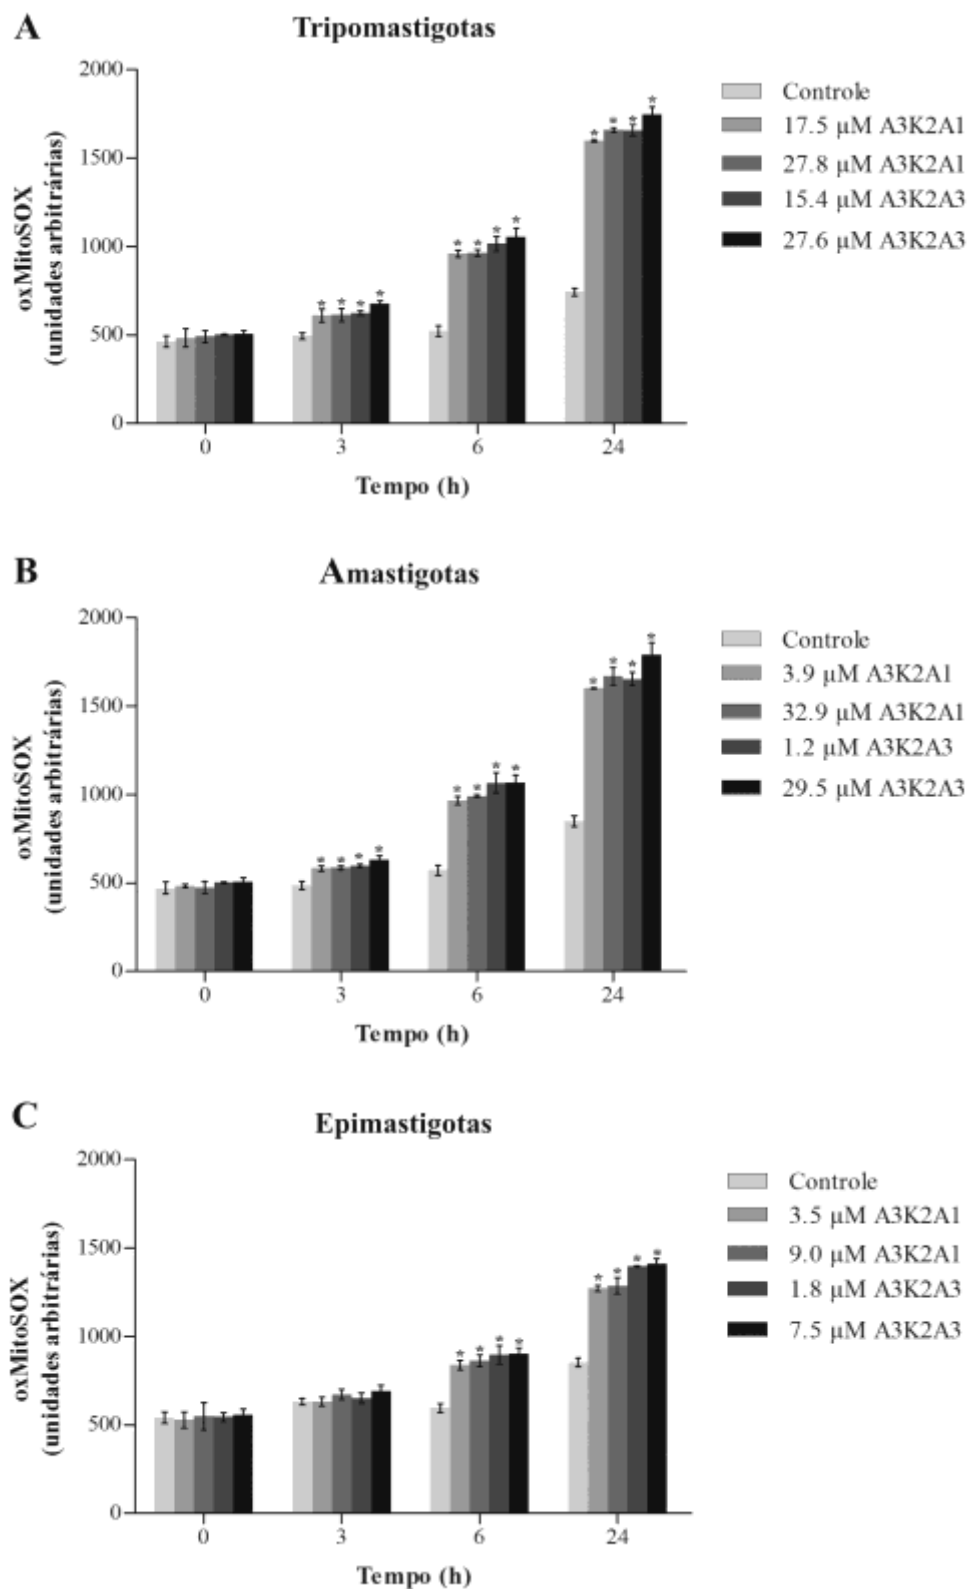 A
Tripomastigotas
oxMitoSOX
(unidades arbitrárias)
2000
1500
1000
500
0
* * * *
* * * *
* * * *
0 3 6 24
Tempo (h)
Controle
17.5 µM A3K2A1
27.8 µM A3K2A1
15.4 µM A3K2A3
27.6 µM A3K2A3
B
Amastigotas
oxMitoSOX
(unidades arbitrárias)
2000
1500
1000
500
0
* * * *
* * * *
* * * *
0 3 6 24
Tempo (h)
Controle
3.9 µM A3K2A1
32.9 µM A3K2A1
1.2 µM A3K2A3
29.5 µM A3K2A3
C
Epimastigotas
oxMitoSOX
(unidades arbitrárias)
2000
1500
1000
500
0
* * * *
* * * *
0 3 6 24
Tempo (h)
Controle
3.5 µM A3K2A1
9.0 µM A3K2A1
1.8 µM A3K2A3
7.5 µM A3K2A3